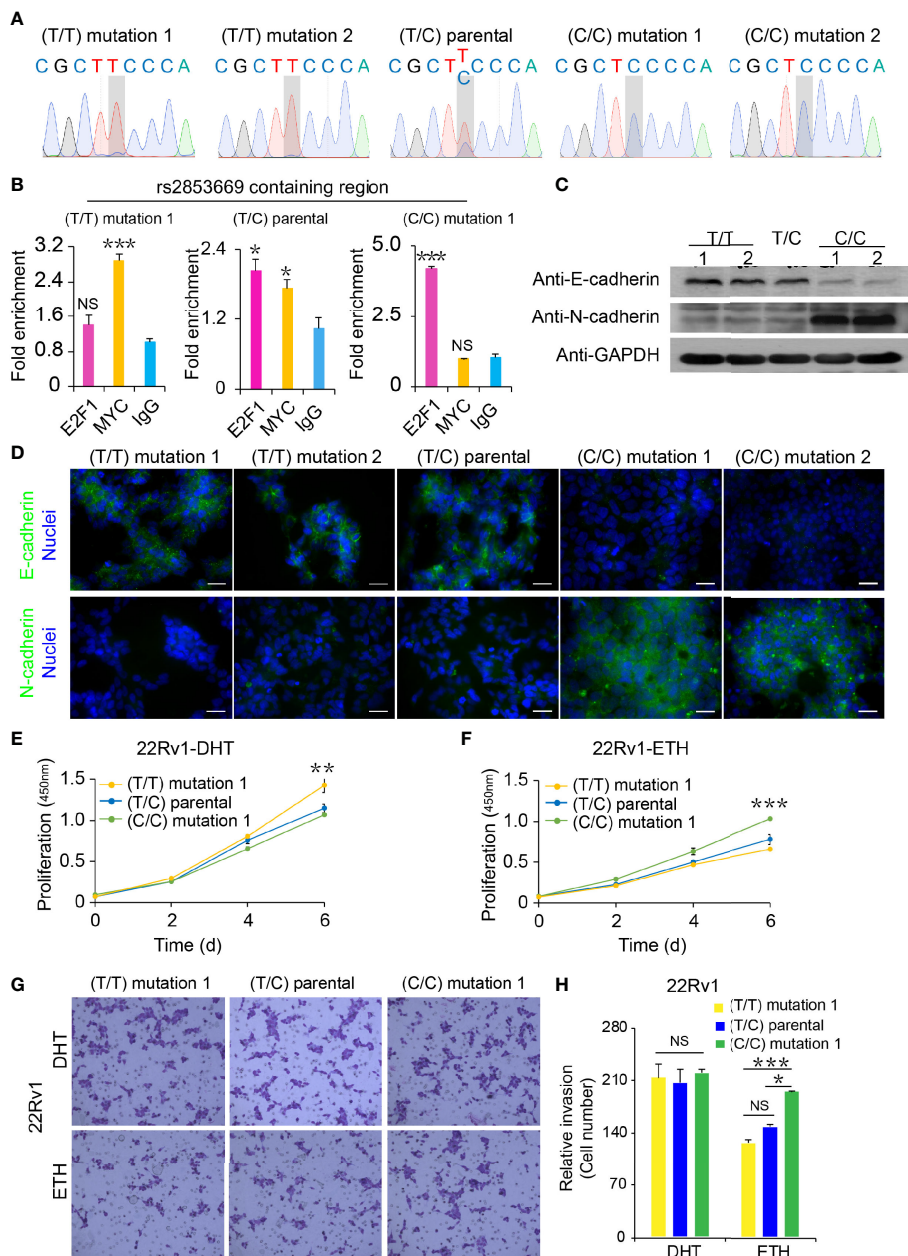 A
(T/T) mutation 1 (T/T) mutation 2 (T/C) parental (C/C) mutation 1 (C/C) mutation 2
C G C T T C C C A C G C T T C C C A C G C T T C C C A C G C T C C C C A C G C T C C C C A
C
B
rs2853669 containing region
(T/T) mutation 1 (T/C) parental (C/C) mutation 1
Fold enrichment
3.2
2.4
1.6
0.8
0
NS
***
E2F1
MYC
IgG
Fold enrichment
2.4
1.2
0
*
*
E2F1
MYC
IgG
Fold enrichment
5.0
2.5
0
***
NS
E2F1
MYC
IgG
C
T/T T/C C/C
1 2 1 2
Anti-E-cadherin
Anti-N-cadherin
Anti-GAPDH
D
(T/T) mutation 1 (T/T) mutation 2 (T/C) parental (C/C) mutation 1 (C/C) mutation 2
E-cadherin
Nuclei
N-cadherin
Nuclei
E
22Rv1-DHT
(T/T) mutation 1
(T/C) parental
(C/C) mutation 1
**
Proliferation (450nm)
1.5
1.0
0.5
0
0 2 4 6
Time (d)
F
22Rv1-ETH
(T/T) mutation 1
(T/C) parental
(C/C) mutation 1
***
Proliferation (450nm)
1.5
1.0
0.5
0
0 2 4 6
Time (d)
G
(T/T) mutation 1 (T/C) parental (C/C) mutation 1
22Rv1
DHT
ETH
H
22Rv1
(T/T) mutation 1
(T/C) parental
(C/C) mutation 1
Relative invasion
(Cell number)
280
210
140
70
0
NS
***
*
NS
DHT ETH